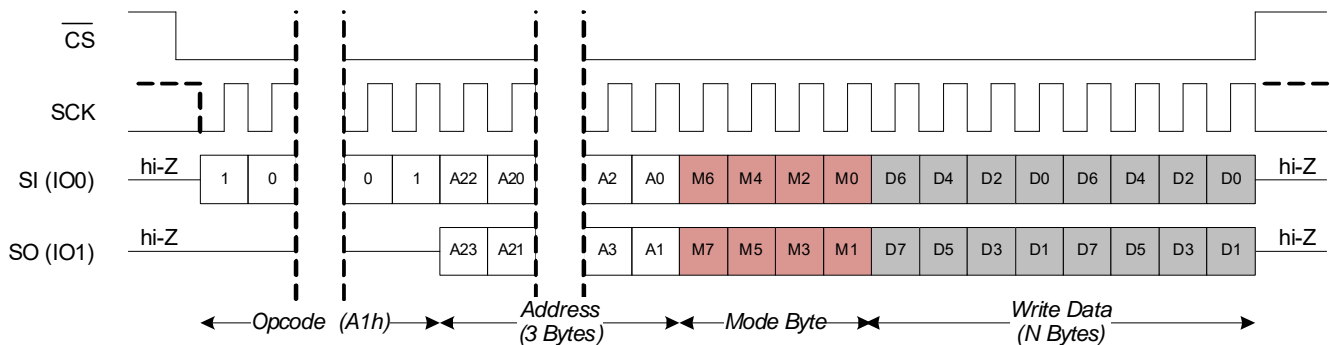 CS
SCK
SI (IO0) hi-Z 1 0 0 1 A22 A20 A2 A0 M6 M4 M2 M0 D6 D4 D2 D0 D6 D4 D2 D0 hi-Z
SO (IO1) hi-Z A23 A21 A3 A1 M7 M5 M3 M1 D7 D5 D3 D1 D7 D5 D3 D1 hi-Z
Opcode (A1h) Address Mode Byte Write Data
(3 Bytes) (N Bytes)